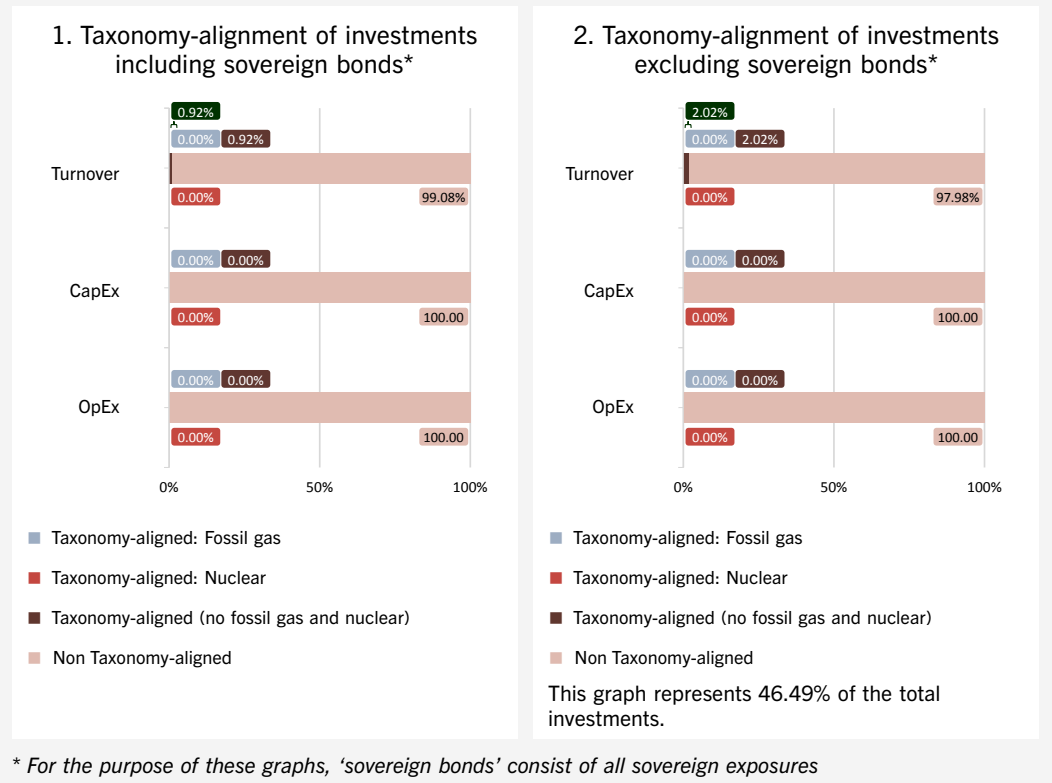 1. Taxonomy-alignment of investments
including sovereign bonds*
0.92%
0.00% 0.92%
Turnover
0.00% 99.08%
0.00% 0.00%
CapEx
0.00% 100.00
0.00% 0.00%
OpEx
0.00% 100.00
0% 50% 100%
Taxonomy-aligned: Fossil gas
Taxonomy-aligned: Nuclear
Taxonomy-aligned (no fossil gas and nuclear)
Non Taxonomy-aligned
2. Taxonomy-alignment of investments
excluding sovereign bonds*
2.02%
0.00% 2.02%
Turnover
0.00% 97.98%
0.00% 0.00%
CapEx
0.00% 100.00
0.00% 0.00%
OpEx
0.00% 100.00
0% 50% 100%
Taxonomy-aligned: Fossil gas
Taxonomy-aligned: Nuclear
Taxonomy-aligned (no fossil gas and nuclear)
Non Taxonomy-aligned
This graph represents 46.49% of the total
investments.
* For the purpose of these graphs, ‘sovereign bonds’ consist of all sovereign exposures